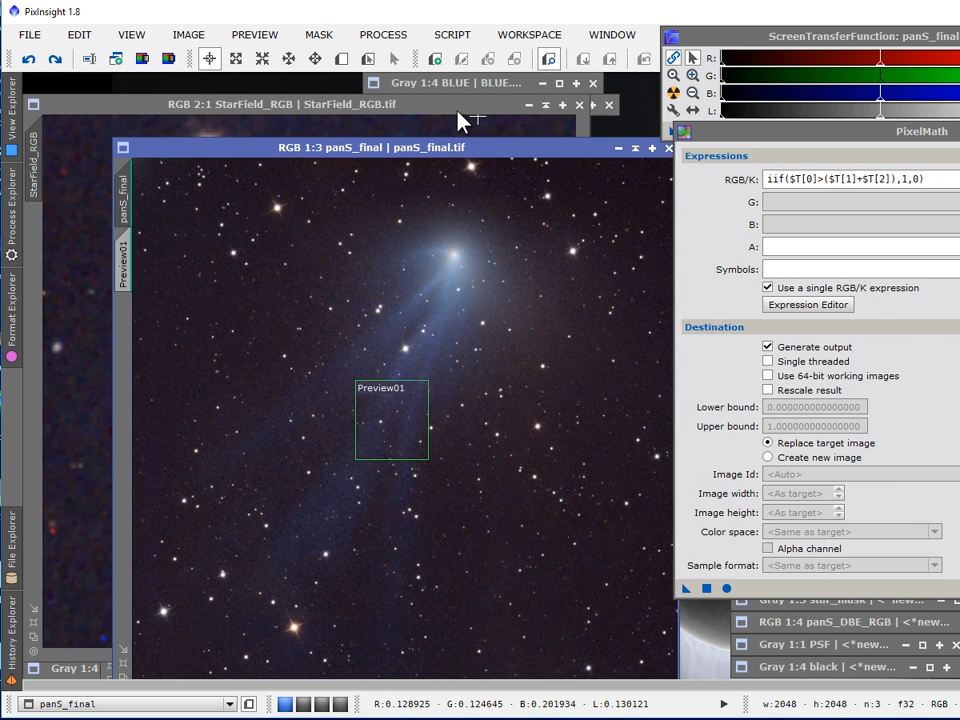 PixInsight 1.8
FILE EDIT VIEW IMAGE PREVIEW MASK PROCESS SCRIPT WORKSPACE WINDOW
ScreenTransferFunction: panS_final
R:
G:
B:
L:
Gray 1:4 BLUE | BLUE....
RGB 2:1 StarField_RGB | StarField_RGB.tif
RGB 1:3 panS_final | panS_final.tif
View Explorer
Process Explorer
Format Explorer
File Explorer
History Explorer
StarField_RGB
panS_final
Preview01
Preview01
PixelMath
Expressions
RGB/K: iif($T[0]>($T[1]+$T[2]),1,0)
G:
B:
A:
Symbols:
Use a single RGB/K expression
Expression Editor
Destination
Generate output
Single threaded
Use 64-bit working images
Rescale result
Lower bound: 0.000000000000000
Upper bound: 1.000000000000000
Replace target image
Create new image
Image Id: <Auto>
Image width: <As target>
Image height: <As target>
Color space: <Same as target>
Alpha channel
Sample format: <Same as target>
RGB 1:4 panS_DBE_RGB | <*new...
Gray 1:1 PSF | <*new...
Gray 1:4 black | <*new...
Gray 1:4
panS_final
R:0.128925 · G:0.124645 · B:0.201934 · L:0.130121
w:2048 · h:2048 · n:3 · f32 · RGB ·